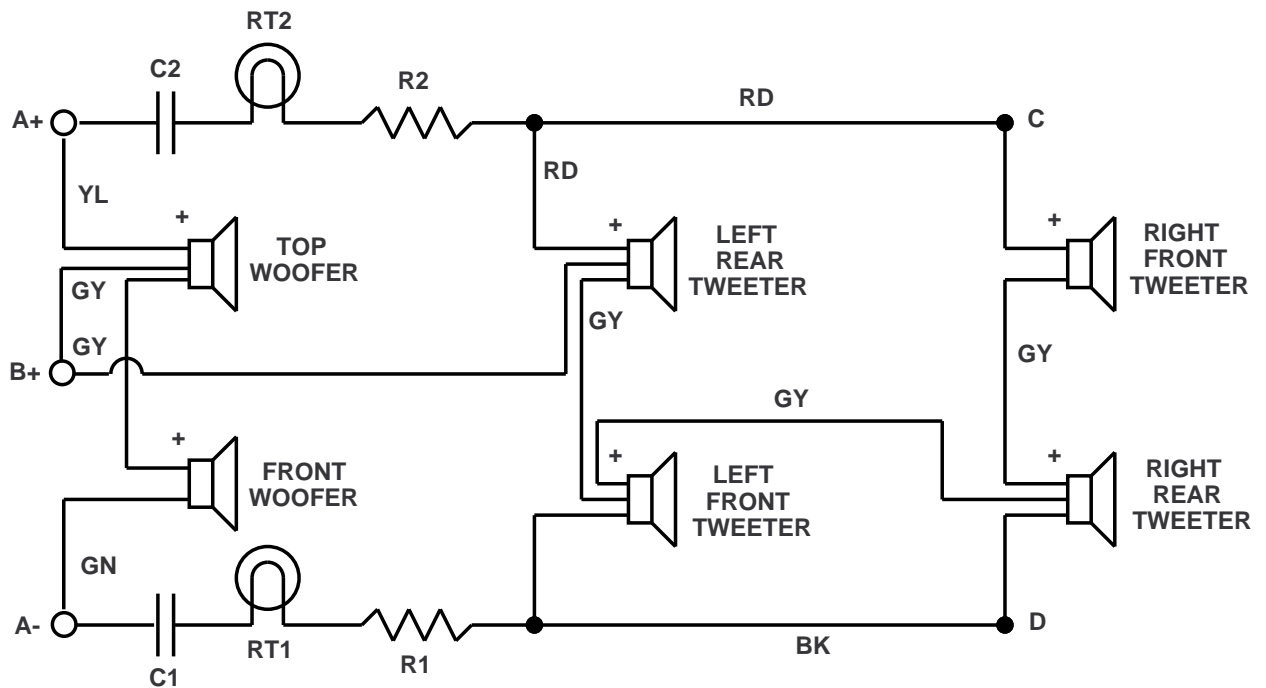 RT2
C2
R2
A+
RD
C
RD
YL
+
TOP
WOOFER
+
LEFT
REAR
TWEETER
+
RIGHT
FRONT
TWEETER
GY
GY
B+
GY
GY
GY
+
FRONT
WOOFER
+
LEFT
FRONT
TWEETER
+
RIGHT
REAR
TWEETER
GN
A-
RT1
R1
C1
BK
D